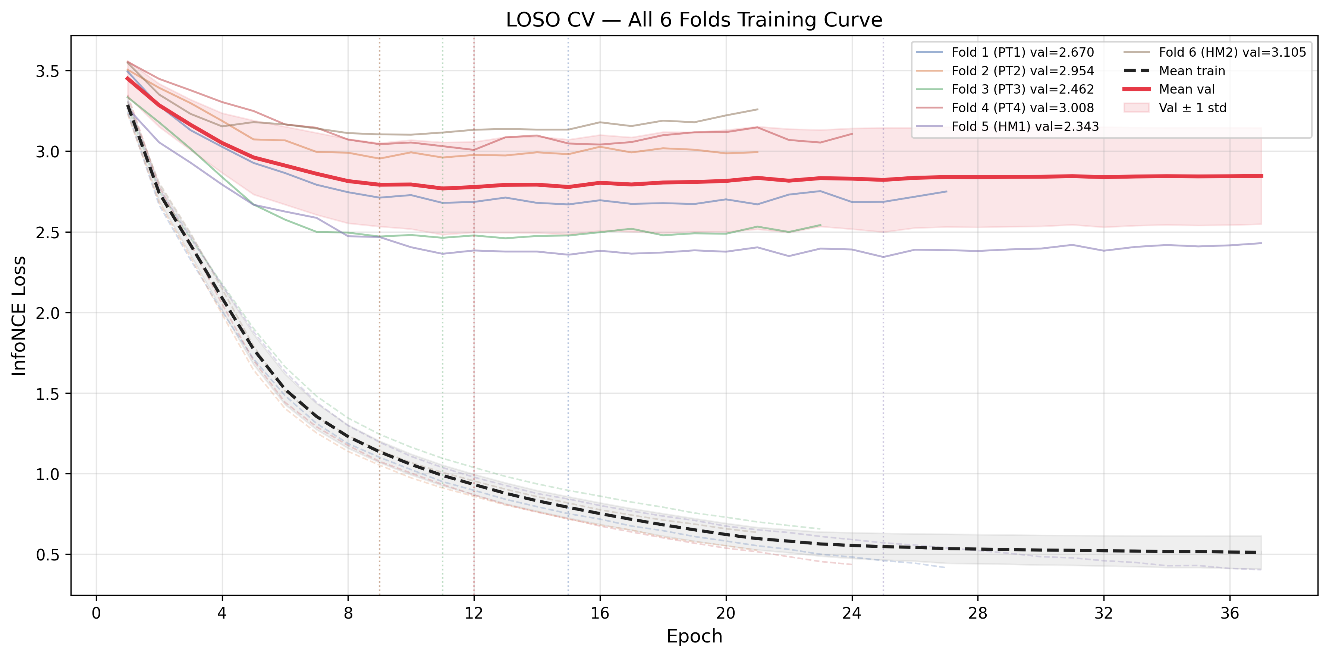 LOSO CV — All 6 Folds Training Curve
Fold 1 (PT1) val=2.670
Fold 2 (PT2) val=2.954
Fold 3 (PT3) val=2.462
Fold 4 (PT4) val=3.008
Fold 5 (HM1) val=2.343
Fold 6 (HM2) val=3.105
Mean train
Mean val
Val ± 1 std
InfoNCE Loss
3.5
3.0
2.5
2.0
1.5
1.0
0.5
0 4 8 12 16 20 24 28 32 36
Epoch